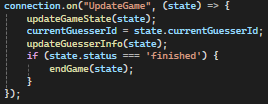 connection.on("UpdateGame", (state) => {
    updateGameState(state);
    currentGuesserId = state.currentGuesserId;
    updateGuesserInfo(state);
    if (state.status === 'finished') {
        endGame(state);
    }
});